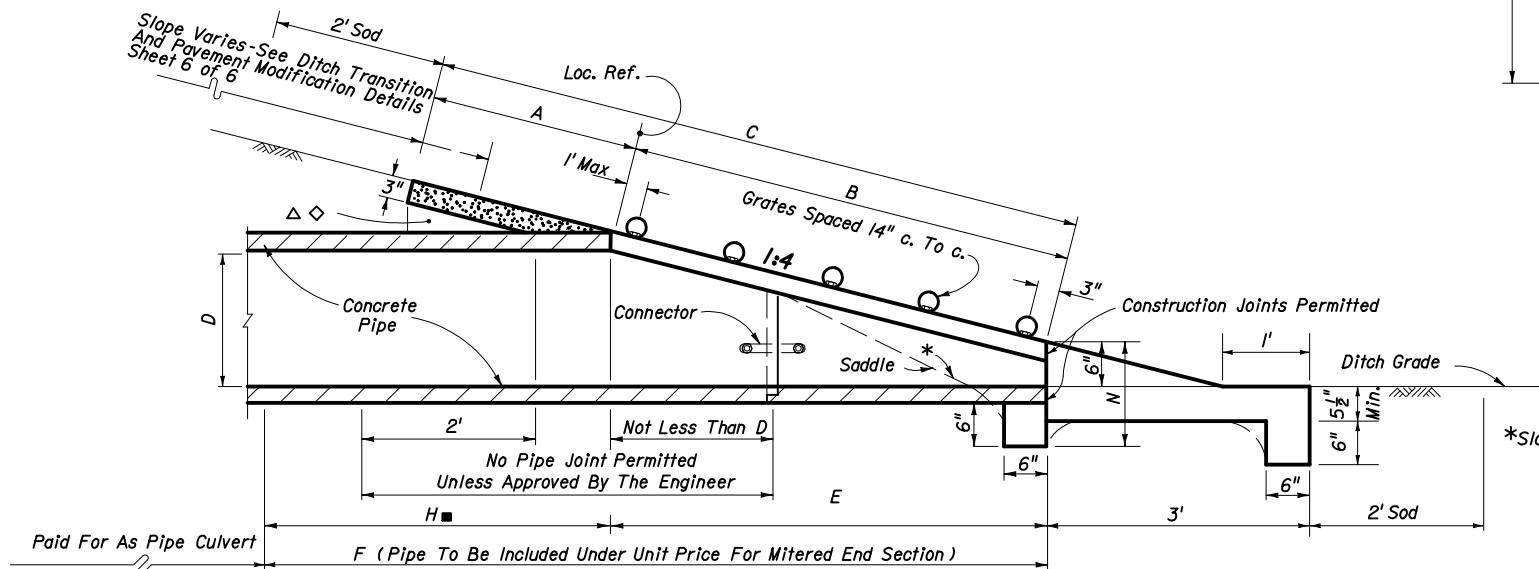 2' Sod
Slope Varies-See Ditch Transition
And Pavement Modification Details
Sheet 6 of 6
Loc. Ref.
A
C
1' Max
B
3"
Grates Spaced 14" c. To c.
△ ◇
1:4
3"
Construction Joints Permitted
Concrete
Pipe
Connector
D
1'
Saddle
*
6"
Ditch Grade
N
5 1/2"
Min.
2'
Not Less Than D
6"
6"
*Slo
No Pipe Joint Permitted
Unless Approved By The Engineer
6"
6"
E
H ■
3'
2' Sod
Paid For As Pipe Culvert
F ( Pipe To Be Included Under Unit Price For Mitered End Section )